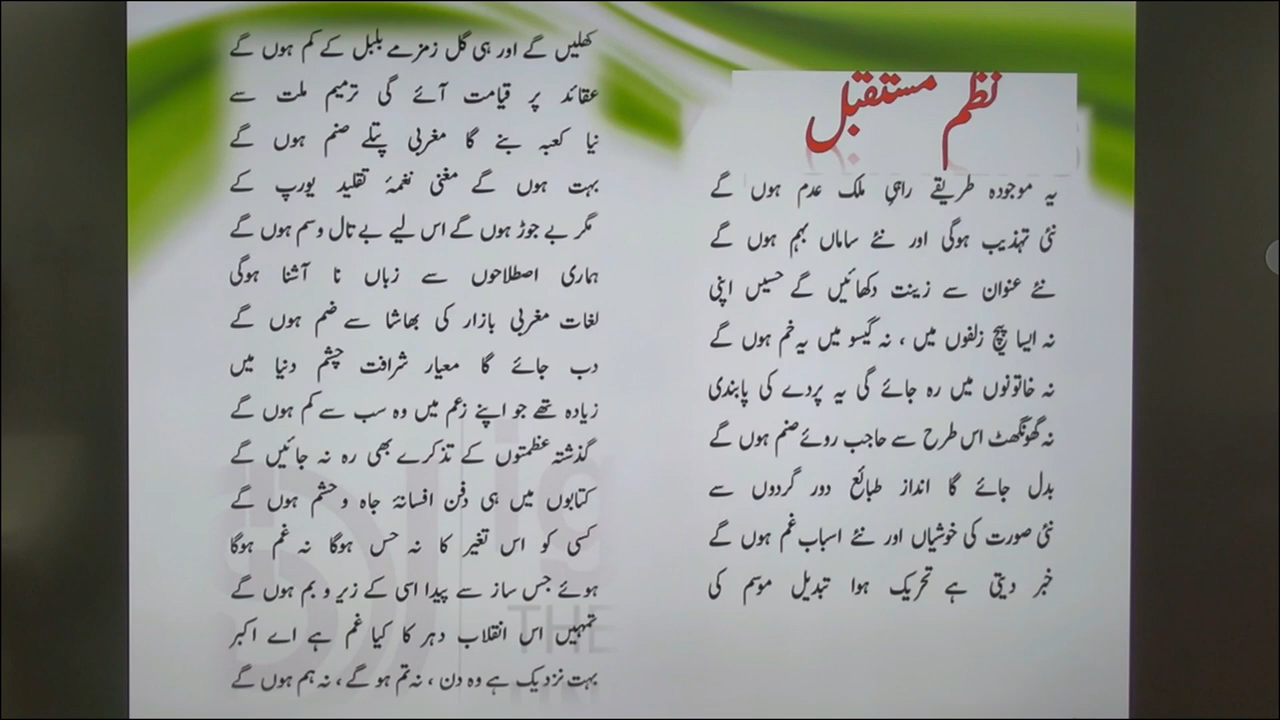 نظم مستقبل
یہ موجودہ طریقے راہیِ ملک عدم ہوں گے
نئی تہذیب ہوگی اور نئے ساماں بہم ہوں گے
نئے عنوان سے زینت دکھائیں گے حسیں اپنی
نہ ایسا پیچ زلفوں میں ، نہ گیسو میں یہ خم ہوں گے
نہ خاتونوں میں رہ جائے گی یہ پردے کی پابندی
نہ گھونگھٹ اس طرح سے حاجب روئے صنم ہوں گے
بدل جائے گا انداز طبائع دور گردوں سے
نئی صورت کی خوشیاں اور نئے اسباب غم ہوں گے
خبر دیتی ہے تحریک ہوا تبدیل موسم کی
کھلیں گے اور ہی گل زمزمے بلبل کے کم ہوں گے
عقائد پر قیامت آئے گی ترمیم ملت سے
نیا کعبہ بنے گا مغربی پتلے صنم ہوں گے
بہت ہوں گے مغنی نغمۂ تقلید یورپ کے
مگر بے جوڑ ہوں گے اس لیے بے تال وسم ہوں گے
ہماری اصطلاحوں سے زباں نا آشنا ہوگی
لغات مغربی بازار کی بھاشا سے ضم ہوں گے
دب جائے گا معیار شرافت چشم دنیا میں
زیادہ تھے جو اپنے زعم میں وہ سب سے کم ہوں گے
گذشتہ عظمتوں کے تذکرے بھی رہ نہ جائیں گے
کتابوں میں ہی دفن افسانۂ جاہ و حشم ہوں گے
کسی کو اس تغیر کا نہ حس ہوگا نہ غم ہوگا
ہوئے جس ساز سے پیدا اسی کے زیر و بم ہوں گے
تمہیں اس انقلاب دہر کا کیا غم ہے اے اکبر
بہت نزدیک ہے وہ دن ، نہ تم ہو گے ، نہ ہم ہوں گے